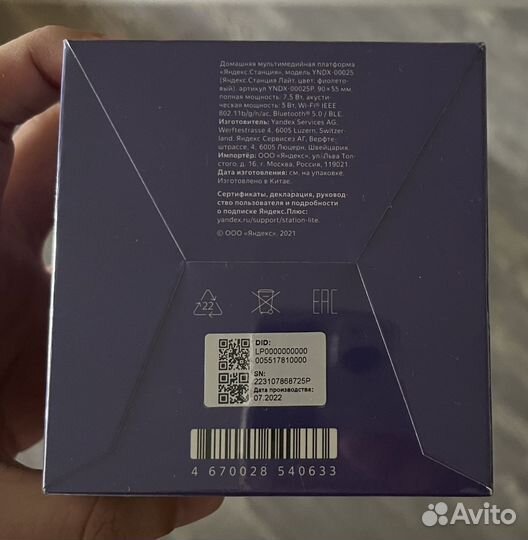 Домашняя мультимедийная платформа
«Яндекс.Станция», модель YNDX-00025
(Яндекс.Станция Лайт, цвет: фиолето-
вый), артикул YNDX-00025P, 90 × 55 мм,
полная мощность: 7,5 Вт, акусти-
ческая мощность: 5 Вт, Wi-Fi® IEEE
802.11b/g/n/ac, Bluetooth® 5.0 / BLE.
Изготовитель: Yandex Services AG,
Werftestrasse 4, 6005 Luzern, Switzer-
land. Яндекс Сервисез АГ, Верфте-
штрассе, 4, 6005 Люцерн, Швейцария.
Импортёр: ООО «Яндекс», ул. Льва Тол-
стого, д. 16, г. Москва, Россия, 119021.
Дата изготовления: см. на упаковке.
Изготовлено в Китае.
Сертификаты, декларация, руковод-
ство пользователя и подробности
о подписке Яндекс.Плюс:
yandex.ru/support/station-lite.
© ООО «Яндекс», 2021
22
EAC
DID:
LP0000000000
005517810000
SN:
223107868725P
Дата производства:
07.2022
4 670028 540633
Avito